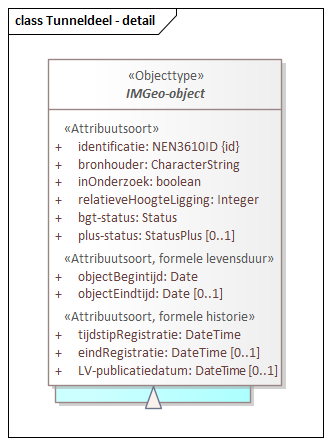 class Tunneldeel - detail
«Objecttype»
IMGeo-object
«Attribuutsoort»
+ identificatie: NEN3610ID {id}
+ bronhouder: CharacterString
+ inOnderzoek: boolean
+ relatieveHoogteLigging: Integer
+ bgt-status: Status
+ plus-status: StatusPlus [0..1]
«Attribuutsoort, formele levensduur»
+ objectBegintijd: Date
+ objectEindtijd: Date [0..1]
«Attribuutsoort, formele historie»
+ tijdstipRegistratie: DateTime
+ eindRegistratie: DateTime [0..1]
+ LV-publicatiedatum: DateTime [0..1]